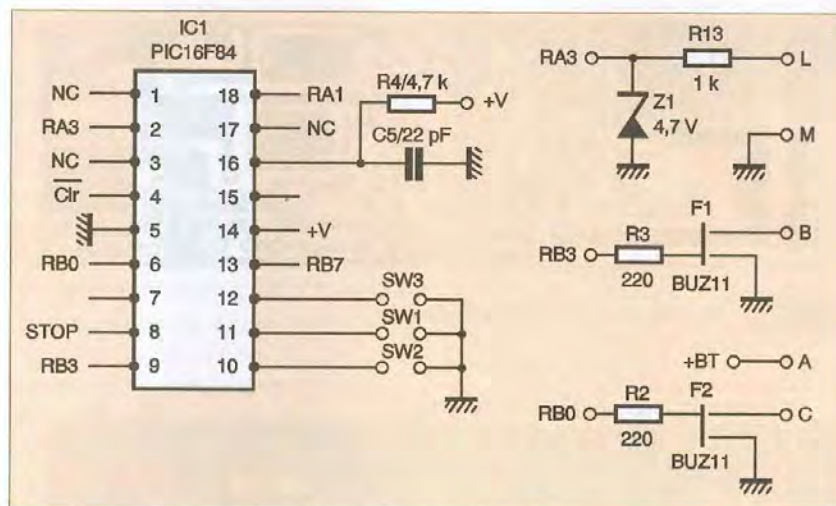 IC1
PIC16F84
NC 1 18 RA1
RA3 2 17 NC
NC 3 16
Clr 4 15
5 14 +V
RB0 6 13 RB7
7 12 SW3
STOP 8 11 SW1
RB3 9 10 SW2
R4/4,7 k
+V
C5/22 pF
RA3
R13
1 k
L
Z1
4,7 V
M
F1
RB3
R3
220
B
BUZ11
+BT
A
F2
RB0
R2
220
C
BUZ11